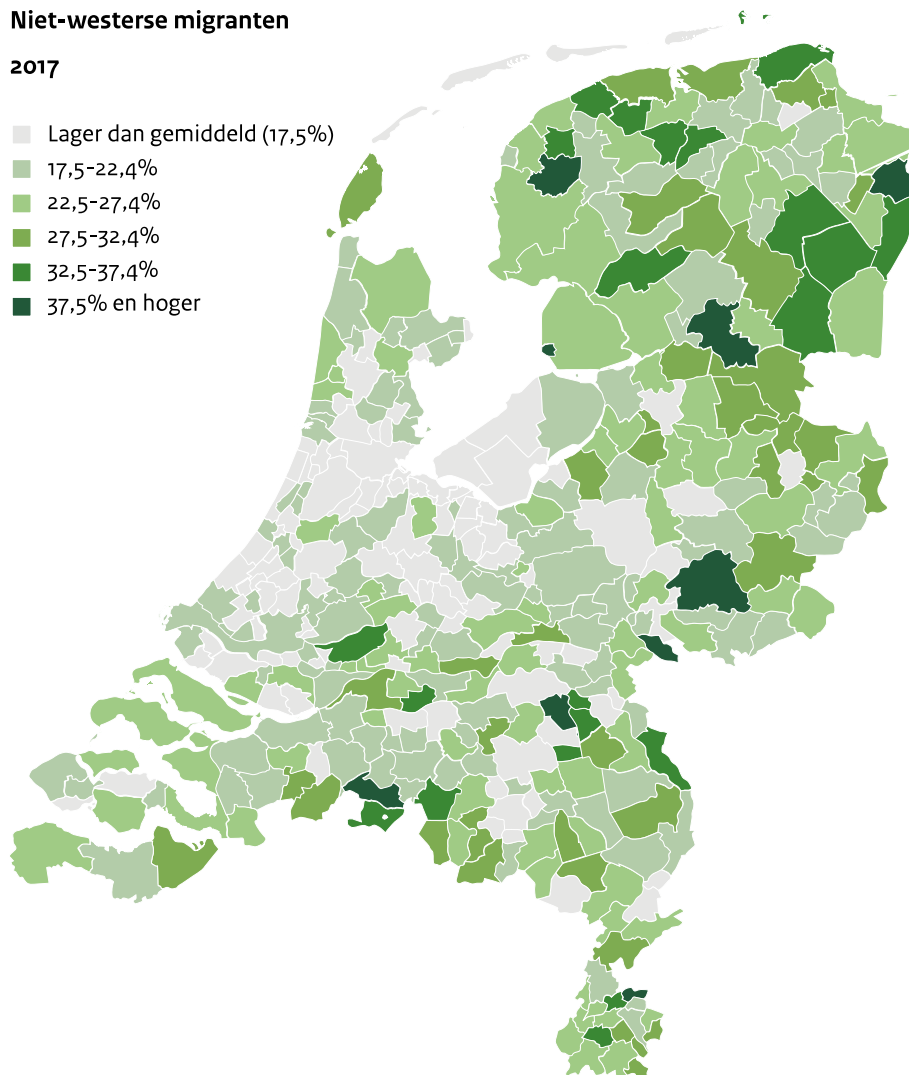 Niet-westerse migranten
2017
Lager dan gemiddeld (17,5%)
17,5-22,4%
22,5-27,4%
27,5-32,4%
32,5-37,4%
37,5% en hoger